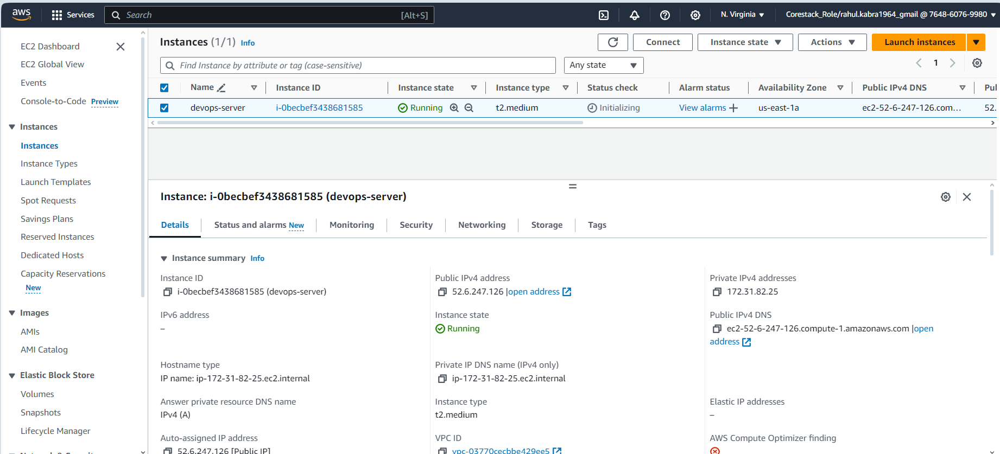 aws Services Search [Alt+S] N. Virginia Corestack_Role/rahul.kabra1964_gmail @ 7648-6076-9980
EC2 Dashboard
EC2 Global View
Events
Console-to-Code Preview
Instances
Instances
Instance Types
Launch Templates
Spot Requests
Savings Plans
Reserved Instances
Dedicated Hosts
Capacity Reservations
New
Images
AMIs
AMI Catalog
Elastic Block Store
Volumes
Snapshots
Lifecycle Manager
Instances (1/1) Info Connect Instance state Actions Launch instances
Find Instance by attribute or tag (case-sensitive) Any state 1
Name Instance ID Instance state Instance type Status check Alarm status Availability Zone Public IPv4 DNS
devops-server i-0becbef3438681585 Running t2.medium Initializing View alarms us-east-1a ec2-52-6-247-126.com... 52.
Instance: i-0becbef3438681585 (devops-server)
Details Status and alarms New Monitoring Security Networking Storage Tags
Instance summary Info
Instance ID
i-0becbef3438681585 (devops-server)
Public IPv4 address
52.6.247.126 |open address
Private IPv4 addresses
172.31.82.25
IPv6 address
–
Instance state
Running
Public IPv4 DNS
ec2-52-6-247-126.compute-1.amazonaws.com |open
address
Hostname type
IP name: ip-172-31-82-25.ec2.internal
Private IP DNS name (IPv4 only)
ip-172-31-82-25.ec2.internal
Answer private resource DNS name
IPv4 (A)
Instance type
t2.medium
Elastic IP addresses
–
Auto-assigned IP address
52.6.247.126 [Public IP]
VPC ID
vpc-03770cecbbe429ee5
AWS Compute Optimizer finding